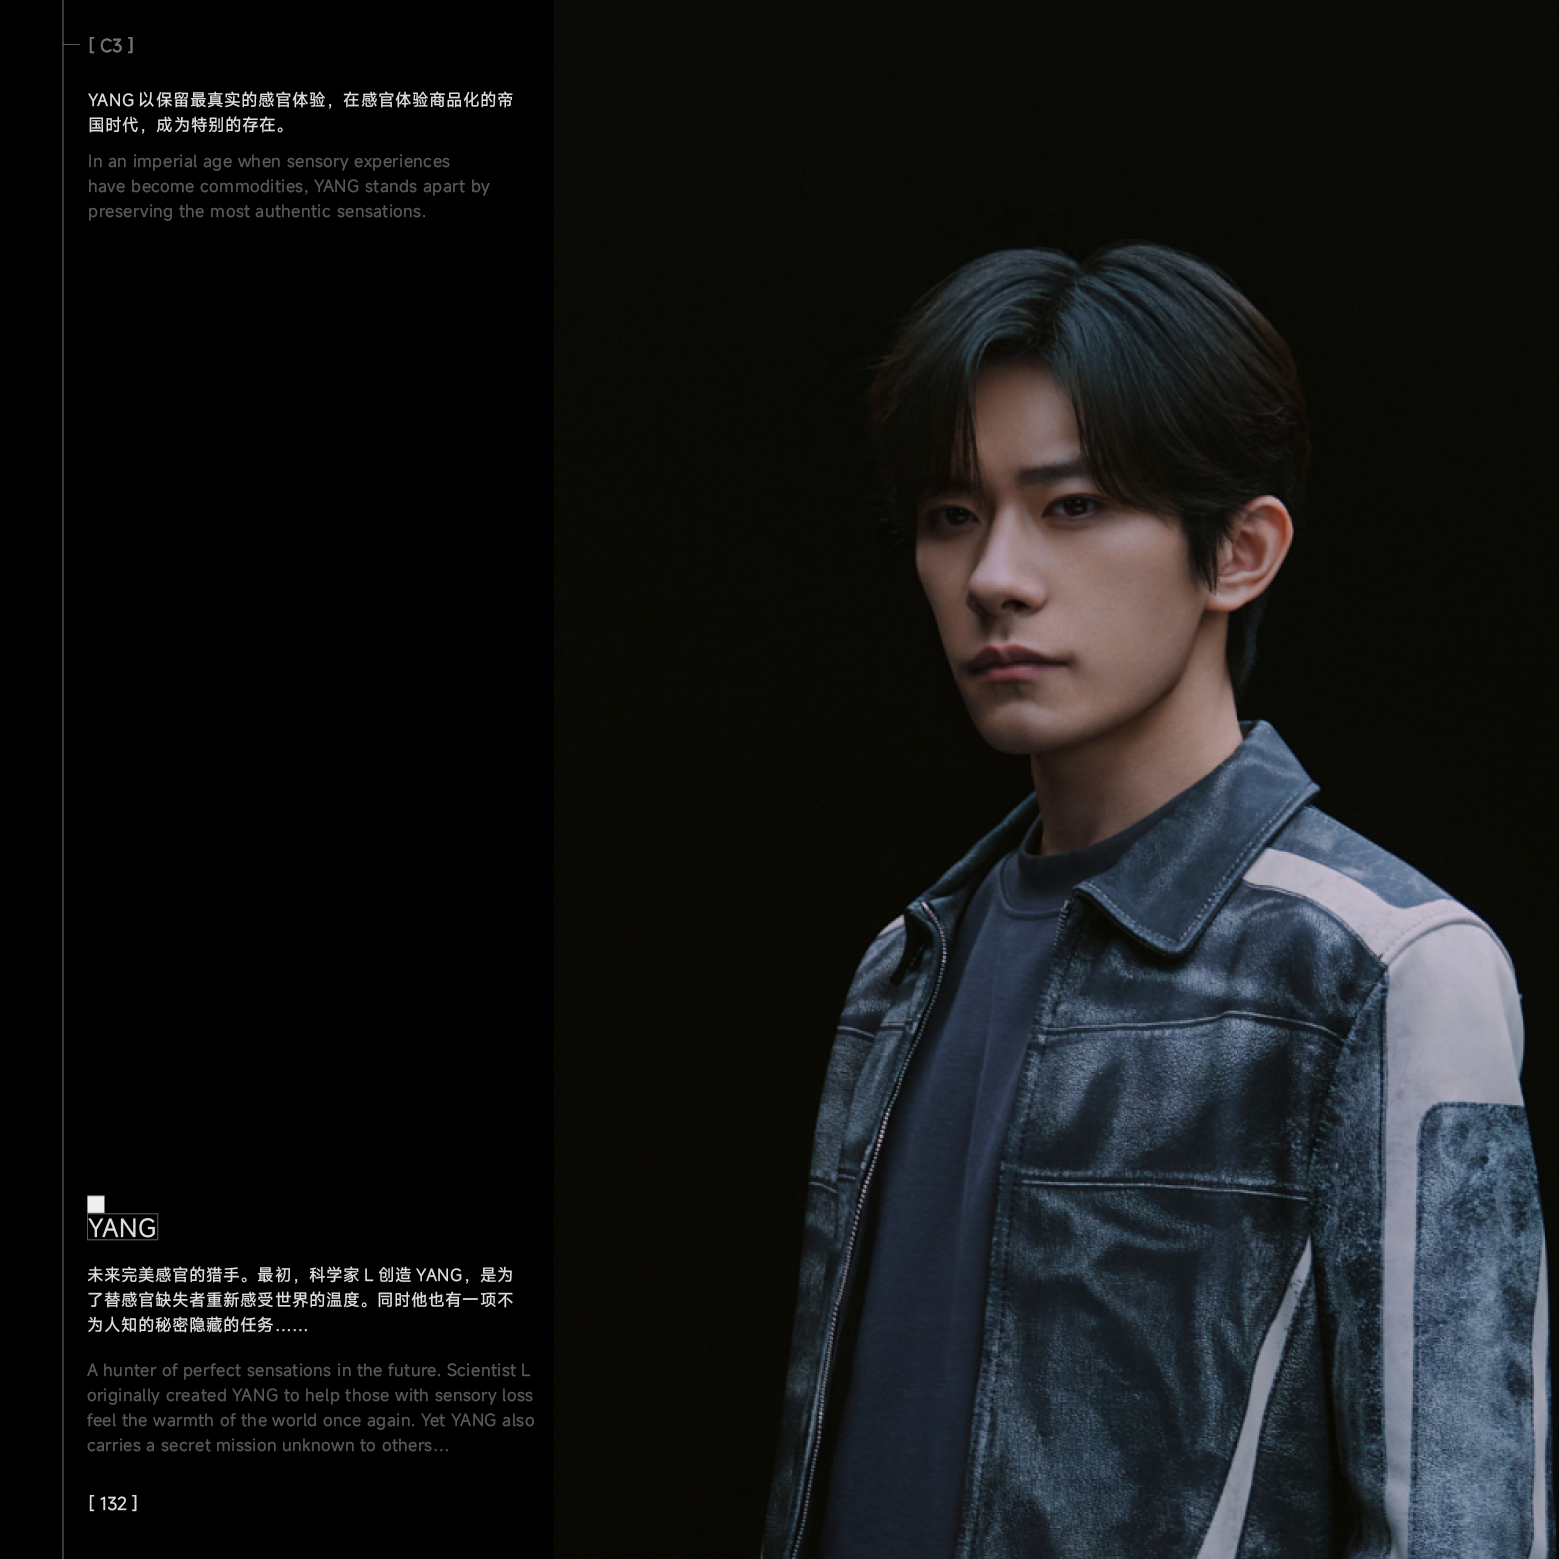 [ C3 ]
YANG 以保留最真实的感官体验，在感官体验商品化的帝
国时代，成为特别的存在。
In an imperial age when sensory experiences
have become commodities, YANG stands apart by
preserving the most authentic sensations.
YANG
未来完美感官的猎手。最初，科学家 L 创造 YANG，是为
了替感官缺失者重新感受世界的温度。同时他也有一项不
为人知的秘密隐藏的任务……
A hunter of perfect sensations in the future. Scientist L
originally created YANG to help those with sensory loss
feel the warmth of the world once again. Yet YANG also
carries a secret mission unknown to others...
[ 132 ]